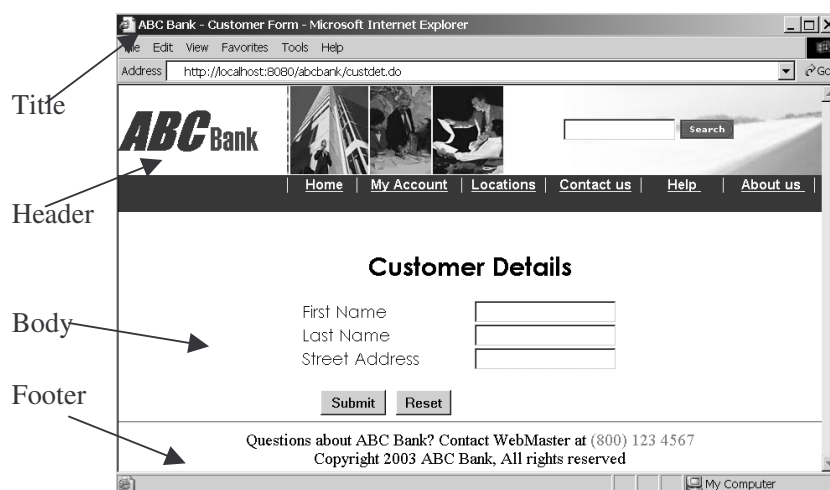 ABC Bank - Customer Form - Microsoft Internet Explorer
Edit View Favorites Tools Help
Address http://localhost:8080/abcbank/custdet.do Go
Title
ABC Bank
Search
Home | My Account | Locations | Contact us | Help | About us |
Header
Customer Details
First Name
Body
Last Name
Street Address
Footer
Submit Reset
Questions about ABC Bank? Contact WebMaster at (800) 123 4567
Copyright 2003 ABC Bank, All rights reserved
My Computer